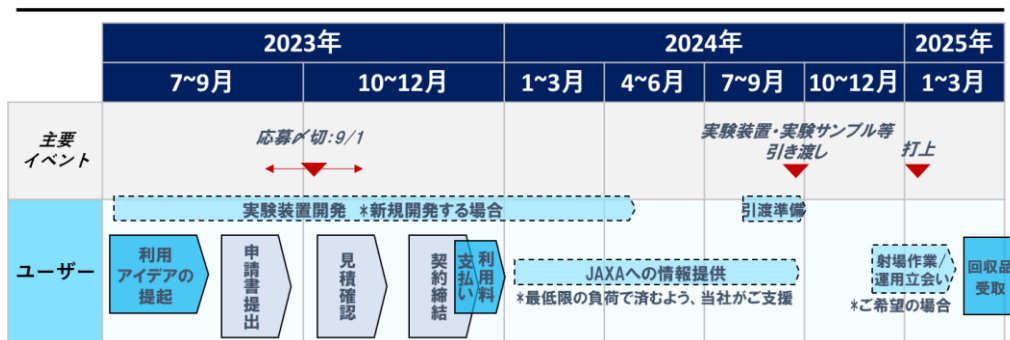 2023年
2024年
2025年
7~9月
10~12月
1~3月
4~6月
7~9月
10~12月
1~3月
主要
イベント
応募〆切:9/1
実験装置・実験サンプル等
引き渡し
打上
ユーザー
実験装置開発 *新規開発する場合
引渡準備
利用
アイデアの
提起
申請書提出
見積確認
契約締結
利用料
支払い
JAXAへの情報提供
*最低限の負荷で済むよう、当社がご支援
射場作業/
運用立会い
*ご希望の場合
回収品
受取